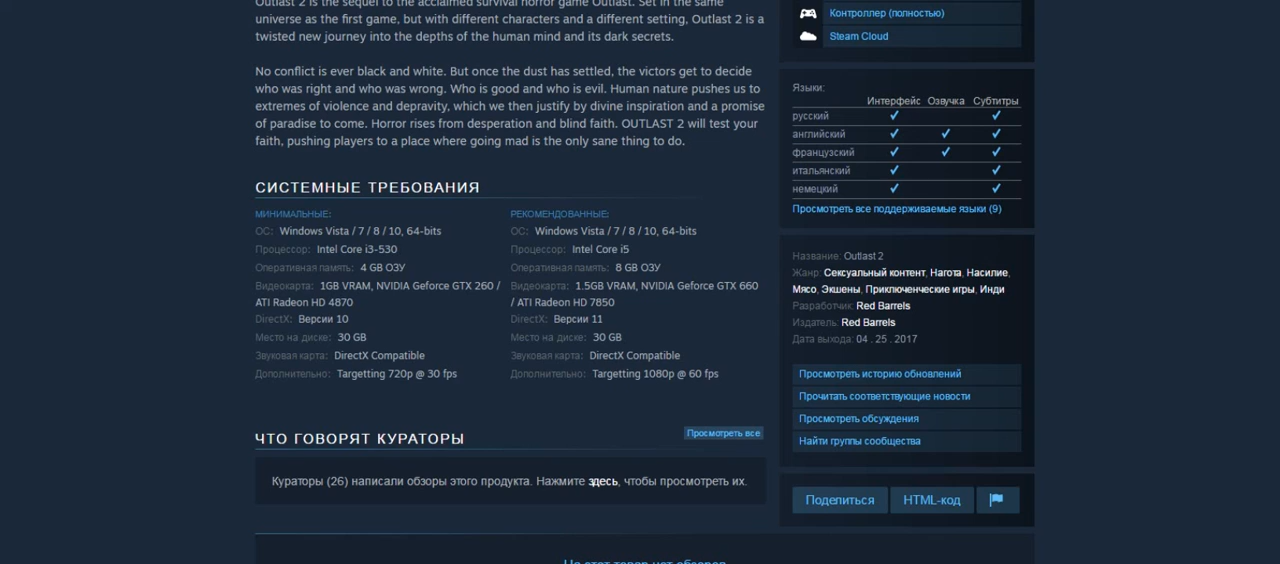 Outlast 2 is the sequel to the acclaimed survival horror game Outlast. Set in the same
universe as the first game, but with different characters and a different setting, Outlast 2 is a
twisted new journey into the depths of the human mind and its dark secrets.
No conflict is ever black and white. But once the dust has settled, the victors get to decide
who was right and who was wrong. Who is good and who is evil. Human nature pushes us to
extremes of violence and depravity, which we then justify by divine inspiration and a promise
of paradise to come. Horror rises from desperation and blind faith. OUTLAST 2 will test your
faith, pushing players to a place where going mad is the only sane thing to do.
СИСТЕМНЫЕ ТРЕБОВАНИЯ
МИНИМАЛЬНЫЕ:
ОС: Windows Vista / 7 / 8 / 10, 64-bits
Процессор: Intel Core i3-530
Оперативная память: 4 GB ОЗУ
Видеокарта: 1GB VRAM, NVIDIA Geforce GTX 260 /
ATI Radeon HD 4870
DirectX: Версии 10
Место на диске: 30 GB
Звуковая карта: DirectX Compatible
Дополнительно: Targetting 720p @ 30 fps
РЕКОМЕНДОВАННЫЕ:
ОС: Windows Vista / 7 / 8 / 10, 64-bits
Процессор: Intel Core i5
Оперативная память: 8 GB ОЗУ
Видеокарта: 1.5GB VRAM, NVIDIA Geforce GTX 660
/ ATI Radeon HD 7850
DirectX: Версии 11
Место на диске: 30 GB
Звуковая карта: DirectX Compatible
Дополнительно: Targetting 1080p @ 60 fps
ЧТО ГОВОРЯТ КУРАТОРЫ
Просмотреть все
Кураторы (26) написали обзоры этого продукта. Нажмите здесь, чтобы просмотреть их.
На этот товар нет обзоров
Контроллер (полностью)
Steam Cloud
Языки:
Интерфейс Озвучка Субтитры
русский ✔ ✔
английский ✔ ✔ ✔
французский ✔ ✔ ✔
итальянский ✔ ✔
немецкий ✔ ✔
Просмотреть все поддерживаемые языки (9)
Название: Outlast 2
Жанр: Сексуальный контент, Нагота, Насилие,
Мясо, Экшены, Приключенческие игры, Инди
Разработчик: Red Barrels
Издатель: Red Barrels
Дата выхода: 04 . 25 . 2017
Просмотреть историю обновлений
Прочитать соответствующие новости
Просмотреть обсуждения
Найти группы сообщества
Поделиться
HTML-код